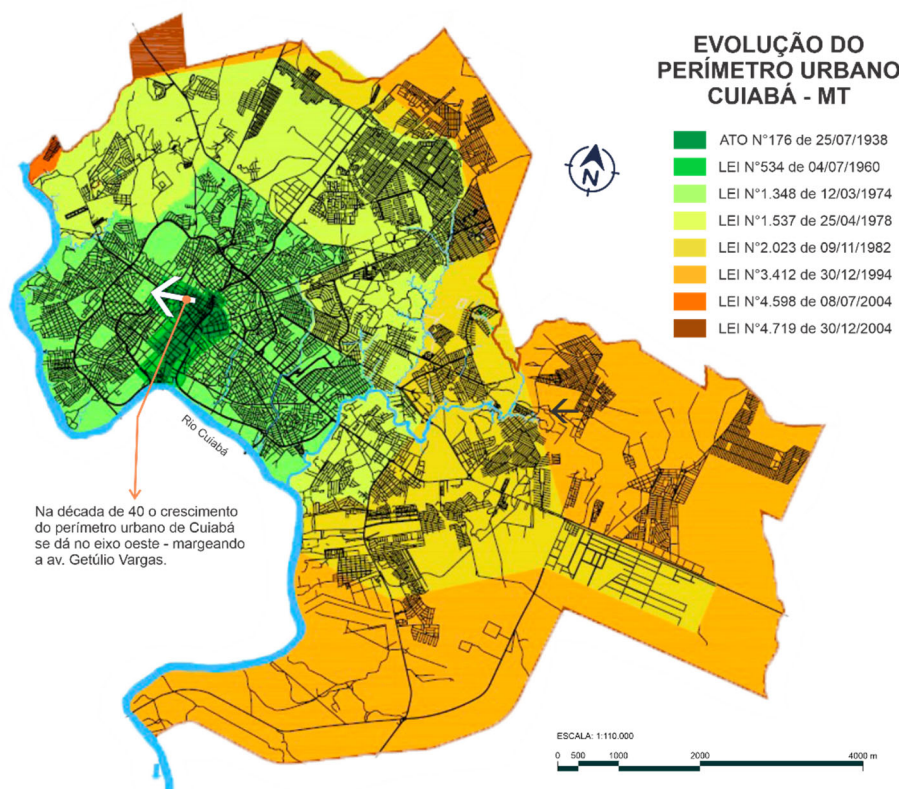 EVOLUÇÃO DO
PERÍMETRO URBANO
CUIABÁ - MT
ATO N°176 de 25/07/1938
LEI N°534 de 04/07/1960
LEI N°1.348 de 12/03/1974
LEI N°1.537 de 25/04/1978
LEI N°2.023 de 09/11/1982
LEI N°3.412 de 30/12/1994
LEI N°4.598 de 08/07/2004
LEI N°4.719 de 30/12/2004
N
Rio Cuiabá
Na década de 40 o crescimento
do perímetro urbano de Cuiabá
se dá no eixo oeste - margeando
a av. Getúlio Vargas.
ESCALA: 1:110.000
0 500 1000 2000 4000 m